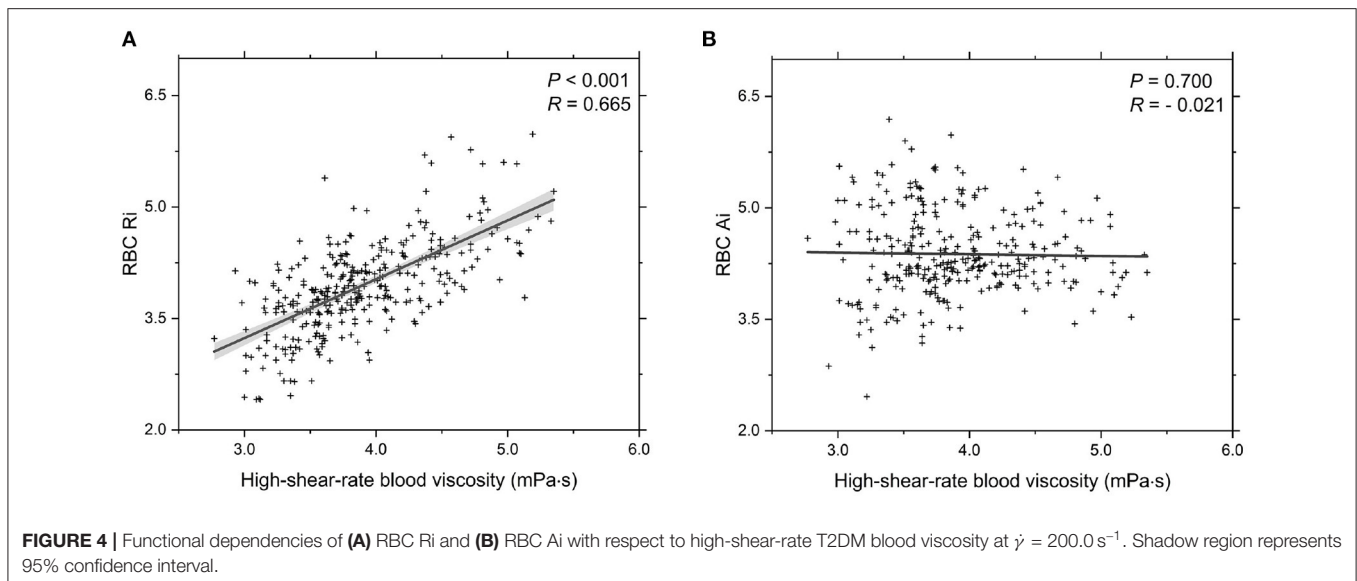 A
P < 0.001
R = 0.665
RBC Ri
6.5
5.0
3.5
2.0
3.0 4.0 5.0 6.0
High-shear-rate blood viscosity (mPa·s)
B
P = 0.700
R = - 0.021
RBC Ai
6.5
5.0
3.5
2.0
3.0 4.0 5.0 6.0
High-shear-rate blood viscosity (mPa·s)
FIGURE 4 | Functional dependencies of (A) RBC Ri and (B) RBC Ai with respect to high-shear-rate T2DM blood viscosity at γ̇ = 200.0 s⁻¹. Shadow region represents
95% confidence interval.